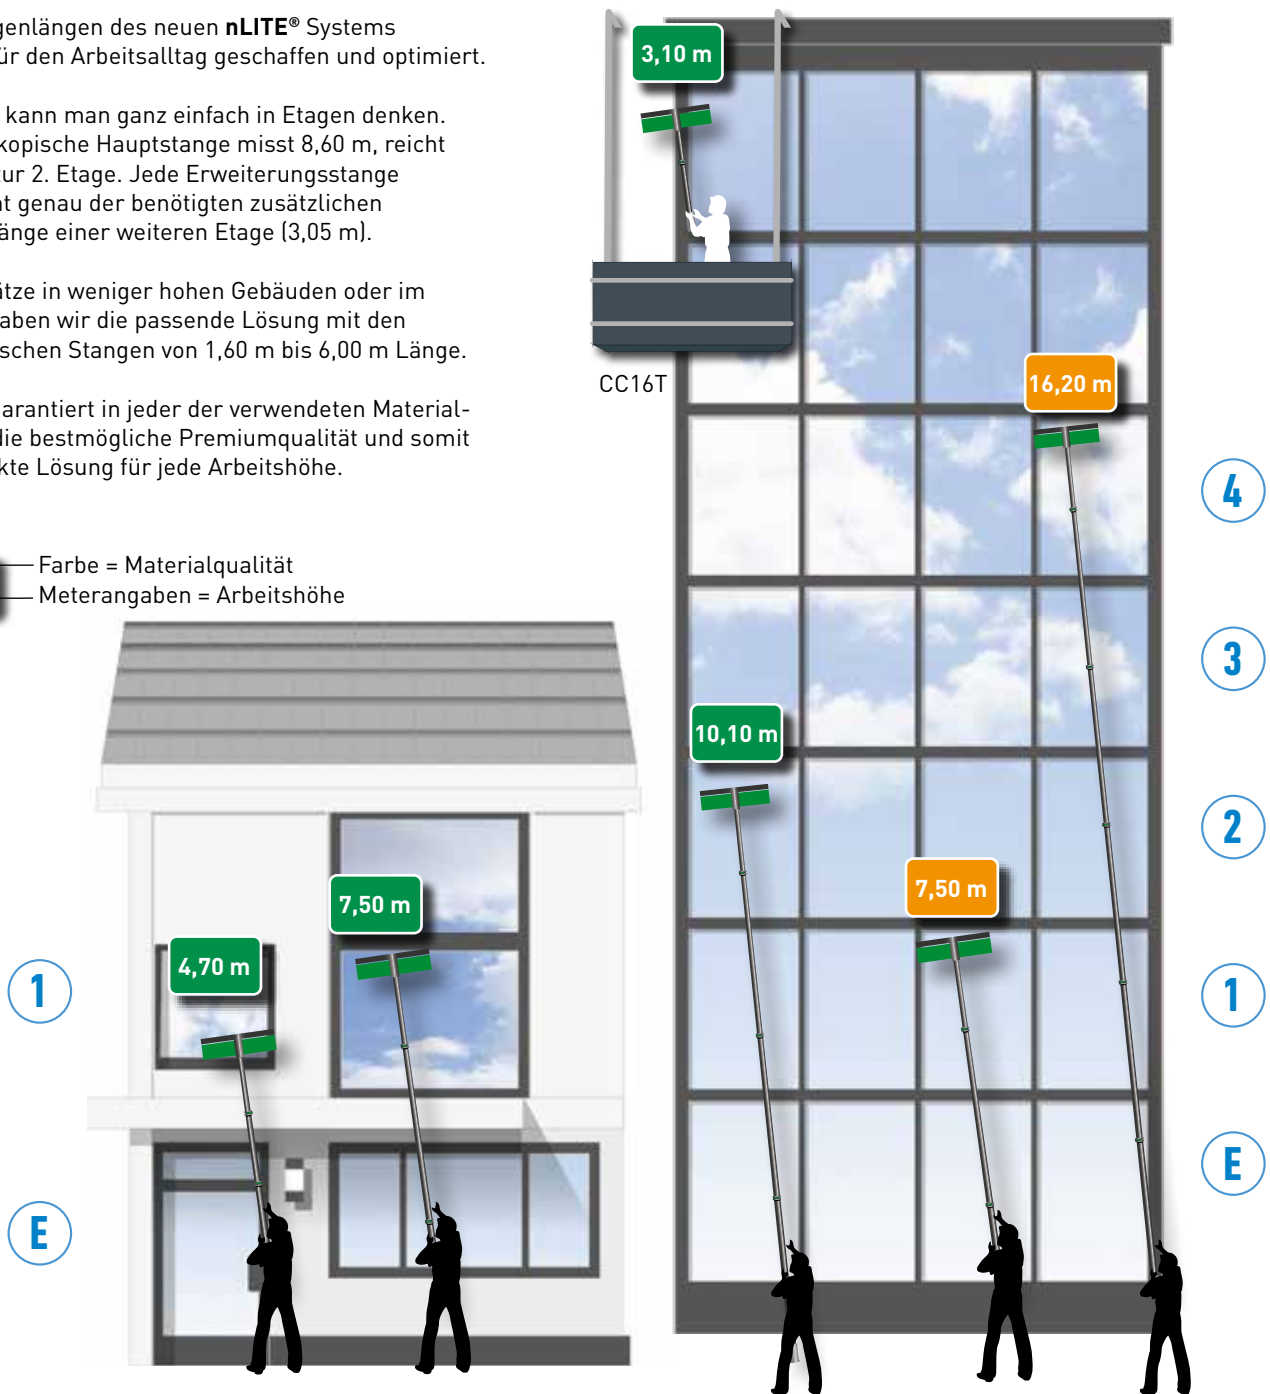 genlängen des neuen nLITE® Systems
ür den Arbeitsalltag geschaffen und optimiert.
kann man ganz einfach in Etagen denken.
kopische Hauptstange misst 8,60 m, reicht
zur 2. Etage. Jede Erweiterungsstange
ht genau der benötigten zusätzlichen
länge einer weiteren Etage (3,05 m).
ätze in weniger hohen Gebäuden oder im
aben wir die passende Lösung mit den
ischen Stangen von 1,60 m bis 6,00 m Länge.
garantiert in jeder der verwendeten Material-
die bestmögliche Premiumqualität und somit
kte Lösung für jede Arbeitshöhe.
Farbe = Materialqualität
Meterangaben = Arbeitshöhe
3,10 m
CC16T
16,20 m
10,10 m
7,50 m
4,70 m
7,50 m
1
E
4
3
2
1
E